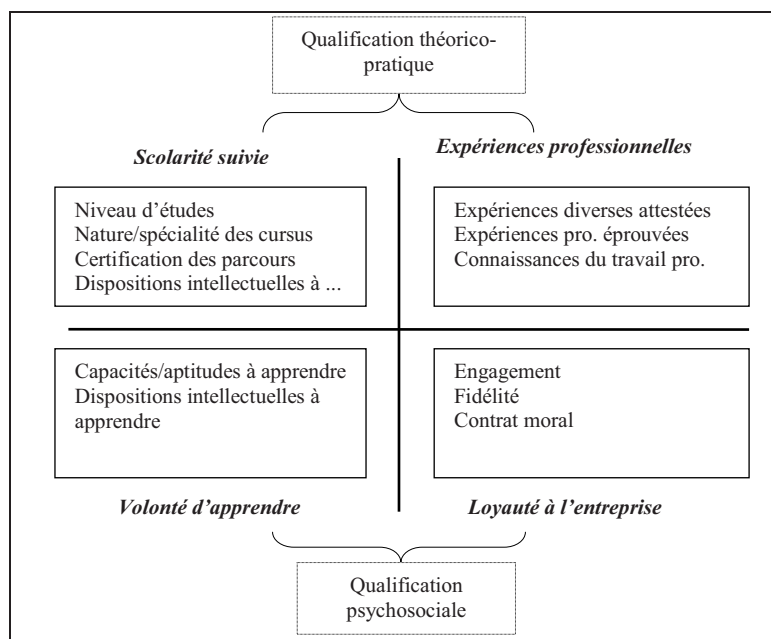 Qualification théorico-
pratique
Scolarité suivie
Expériences professionnelles
Niveau d’études
Nature/spécialité des cursus
Certification des parcours
Dispositions intellectuelles à ...
Expériences diverses attestées
Expériences pro. éprouvées
Connaissances du travail pro.
Capacités/aptitudes à apprendre
Dispositions intellectuelles à
apprendre
Engagement
Fidélité
Contrat moral
Volonté d’apprendre
Loyauté à l’entreprise
Qualification
psychosociale